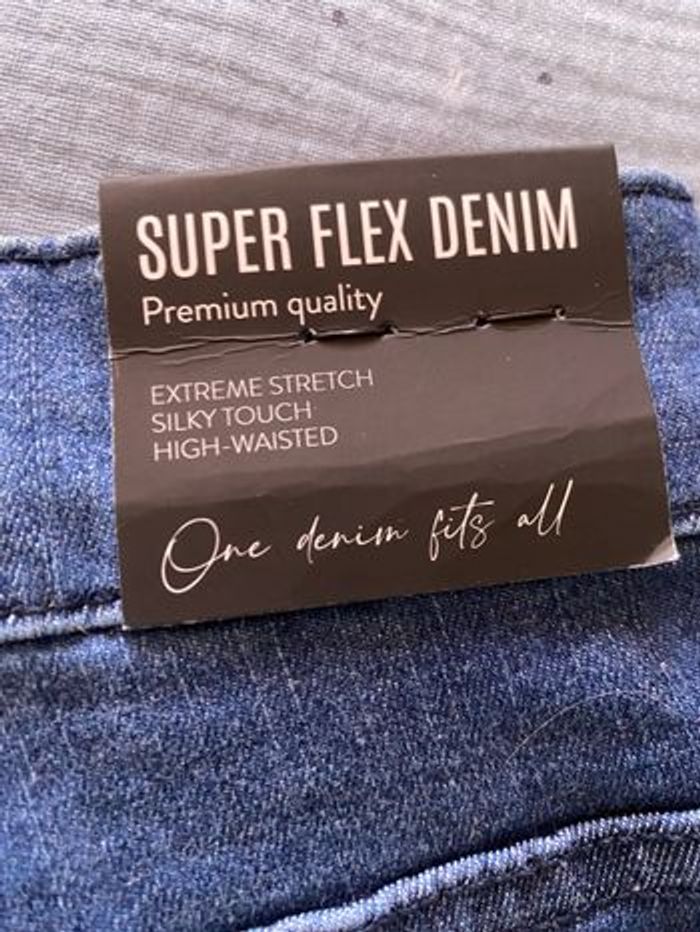 SUPER FLEX DENIM
Premium quality
EXTREME STRETCH
SILKY TOUCH
HIGH-WAISTED
One denim fits all